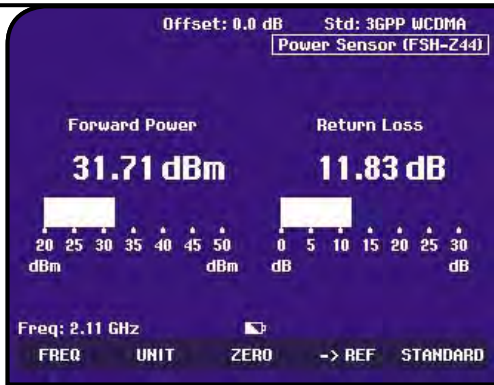 Offset: 0.0 dB Std: 3GPP WCDMA
Power Sensor (FSH-Z44)
Forward Power Return Loss
31.71 dBm 11.83 dB
20 25 30 35 40 45 50 0 5 10 15 20 25 30
dBm dBm dB dB
Freq: 2.11 GHz
FREQ UNIT ZERO -> REF STANDARD